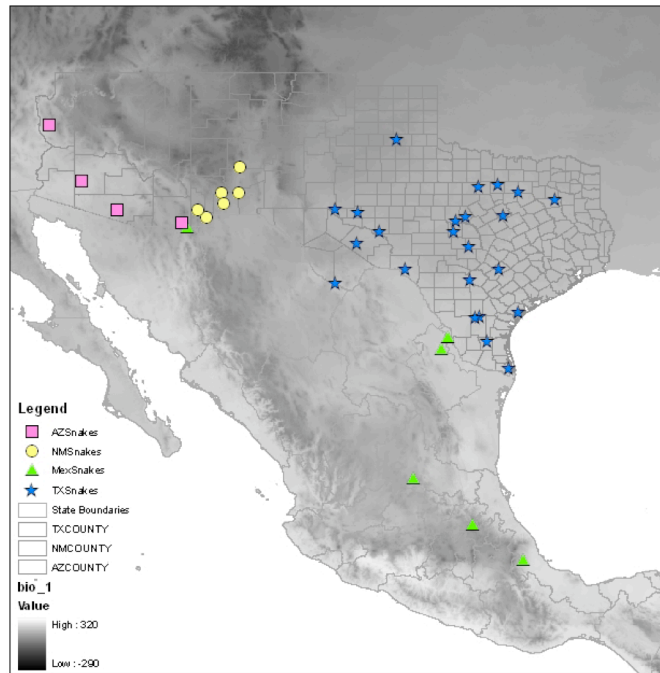 Legend
AZSnakes
NMSnakes
MexSnakes
TXSnakes
State Boundaries
TXCOUNTY
NMCOUNTY
AZCOUNTY
bio_1
Value
High : 320
Low : -290